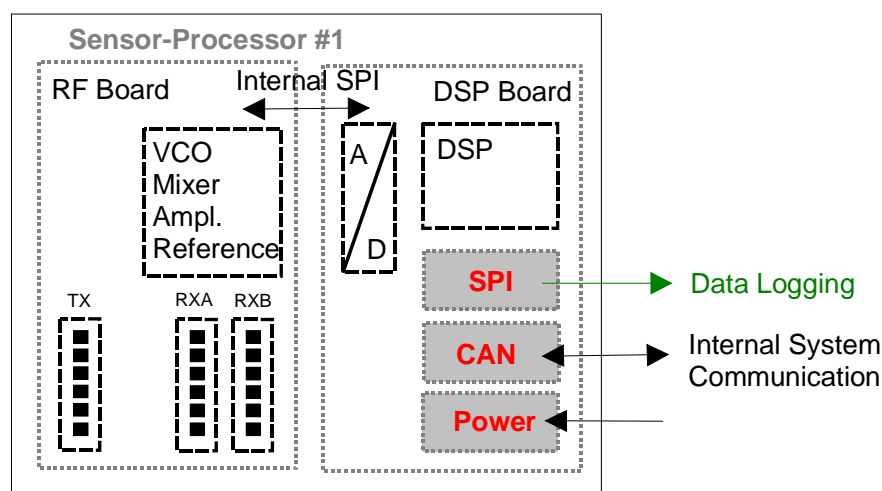 Sensor-Processor #1
RF Board
Internal SPI
DSP Board
VCO
Mixer
Ampl.
Reference
A
D
DSP
SPI
Data Logging
CAN
Internal System
Communication
Power
TX
RXA
RXB